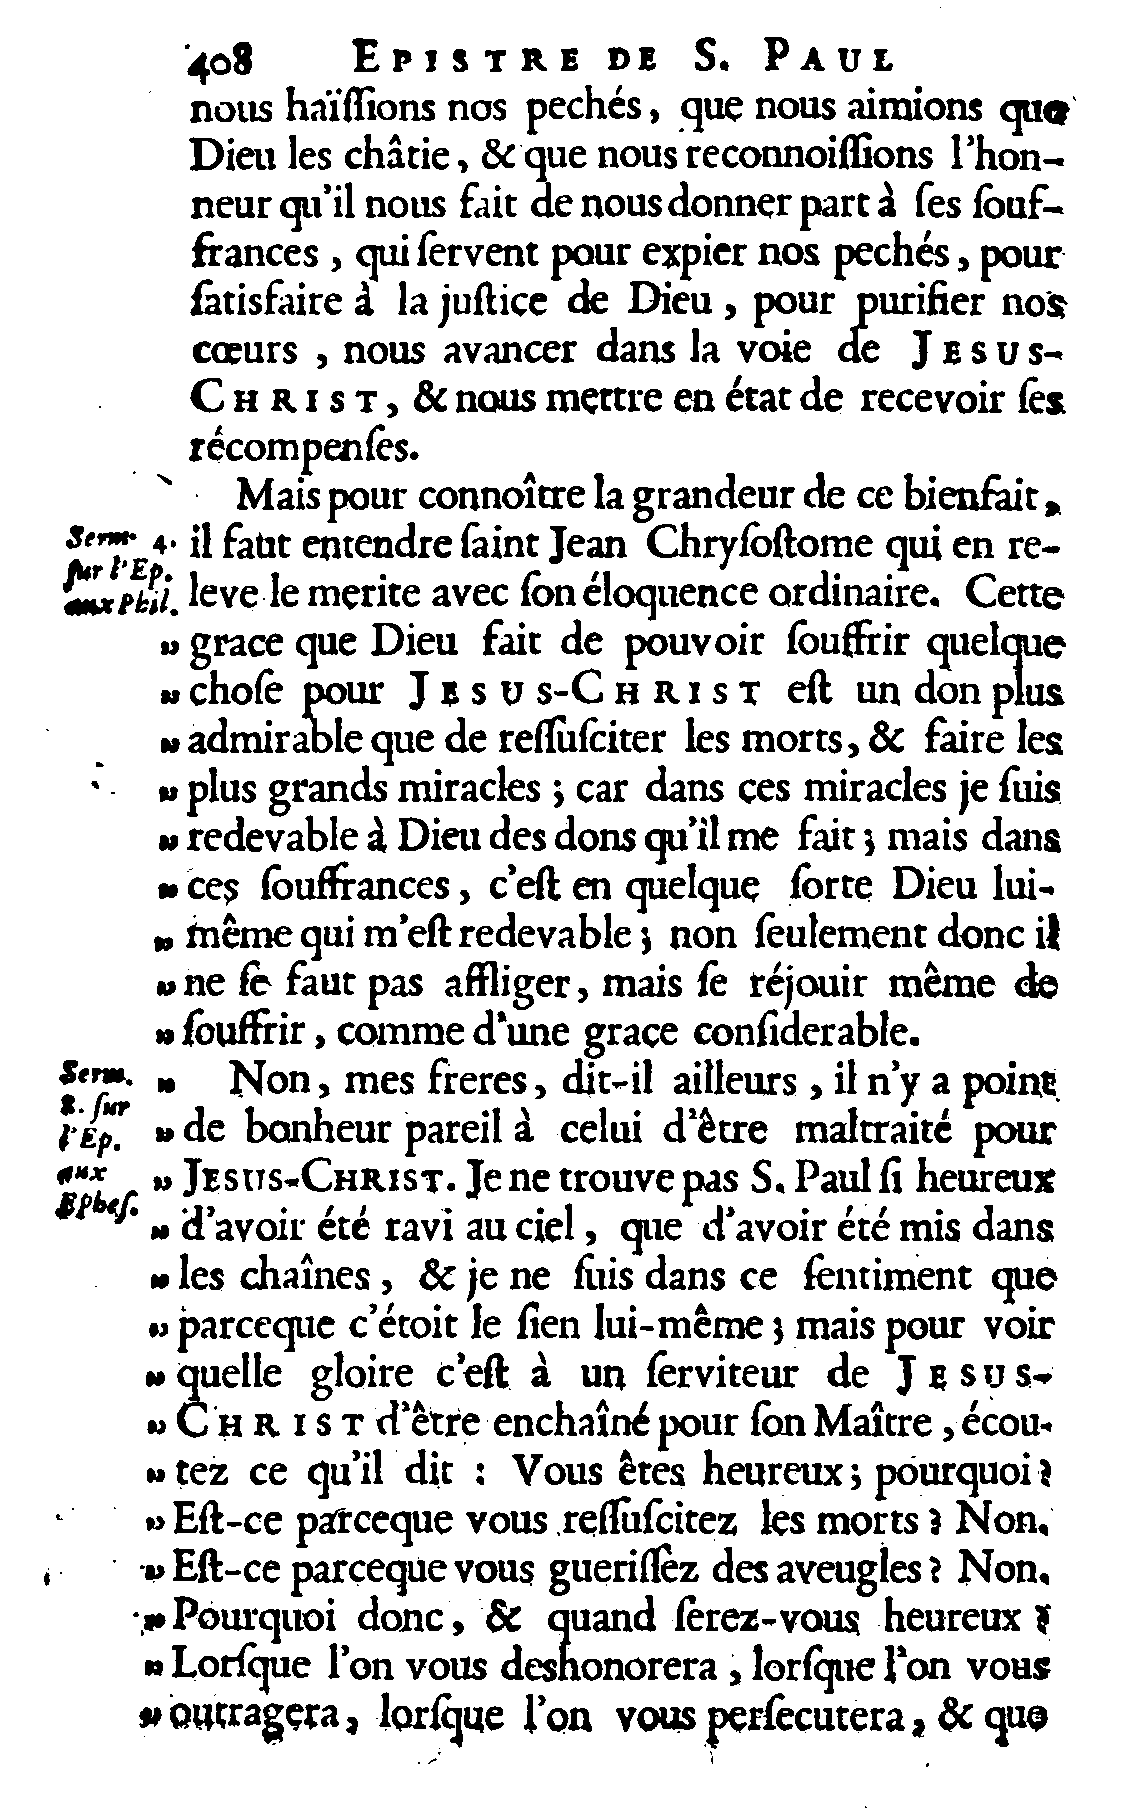 408 EPISTRE DE S. PAUL
nous haïſſions nos pechés, que nous aimions que
Dieu les châtie, & que nous reconnoiſſions l'hon-
neur qu'il nous fait de nous donner part à ſes ſouf-
frances, qui ſervent pour expier nos pechés, pour
ſatisfaire à la juſtice de Dieu, pour purifier nos
cœurs, nous avancer dans la voie de JESUS-
CHRIST, & nous mettre en état de recevoir ſes
récompenſes.
Mais pour connoître la grandeur de ce bienfait,
Serm. 4. il faut entendre ſaint Jean Chryſoſtome qui en re-
ſur l'Ep.
aux Phil. leve le merite avec ſon éloquence ordinaire. Cette
» grace que Dieu fait de pouvoir ſouffrir quelque
» choſe pour JESUS-CHRIST eſt un don plus
» admirable que de reſſuſciter les morts, & faire les
» plus grands miracles ; car dans ces miracles je ſuis
» redevable à Dieu des dons qu'il me fait ; mais dans
» ces ſouffrances, c'eſt en quelque ſorte Dieu lui-
» même qui m'eſt redevable ; non ſeulement donc il
» ne ſe faut pas affliger, mais ſe réjouir même de
» ſouffrir, comme d'une grace conſiderable.
Serm. » Non, mes freres, dit-il ailleurs, il n'y a point
8. ſur
l'Ep. » de bonheur pareil à celui d'être maltraité pour
aux » JESUS-CHRIST. Je ne trouve pas S. Paul ſi heureux
Epheſ.
» d'avoir été ravi au ciel, que d'avoir été mis dans
» les chaînes, & je ne ſuis dans ce ſentiment que
» parceque c'étoit le ſien lui-même ; mais pour voir
» quelle gloire c'eſt à un ſerviteur de JESUS-
» CHRIST d'être enchaîné pour ſon Maître, écou-
» tez ce qu'il dit : Vous êtes heureux ; pourquoi ?
» Eſt-ce parceque vous reſſuſcitez les morts ? Non.
» Eſt-ce parceque vous gueriſſez des aveugles ? Non.
» Pourquoi donc, & quand ſerez-vous heureux ?
» Lorſque l'on vous deshonorera, lorſque l'on vous
» outragera, lorſque l'on vous perſecutera, & que